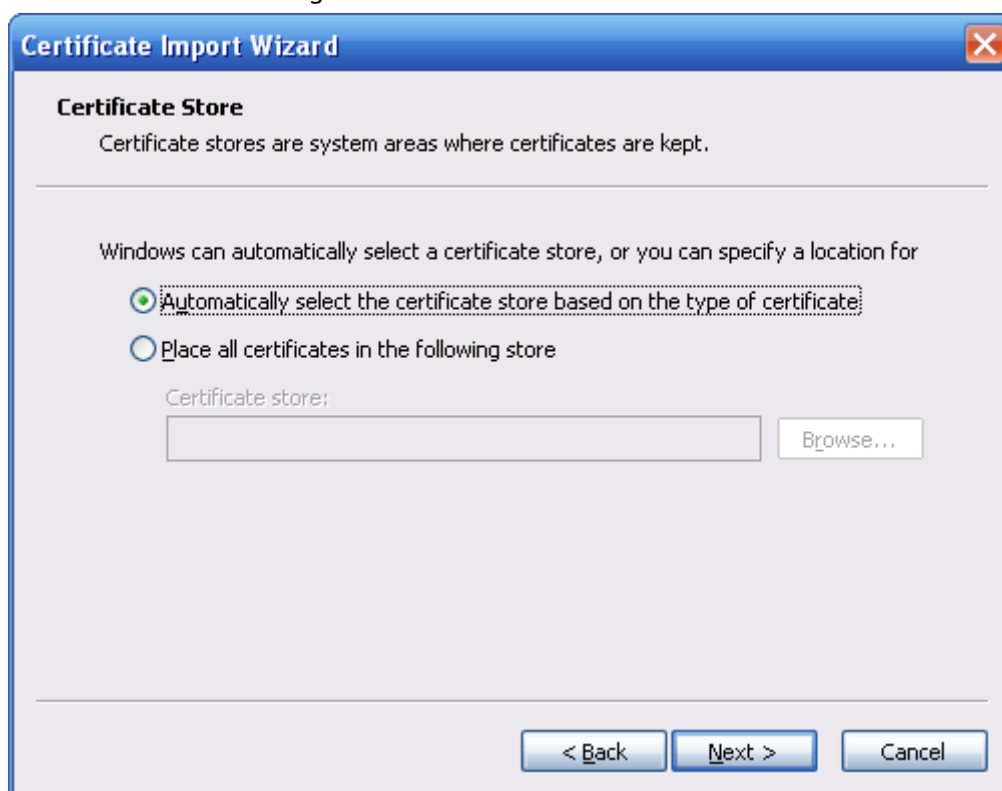 Certificate Import Wizard
Certificate Store
Certificate stores are system areas where certificates are kept.
Windows can automatically select a certificate store, or you can specify a location for
Automatically select the certificate store based on the type of certificate
Place all certificates in the following store
Certificate store:
Browse...
< Back
Next >
Cancel